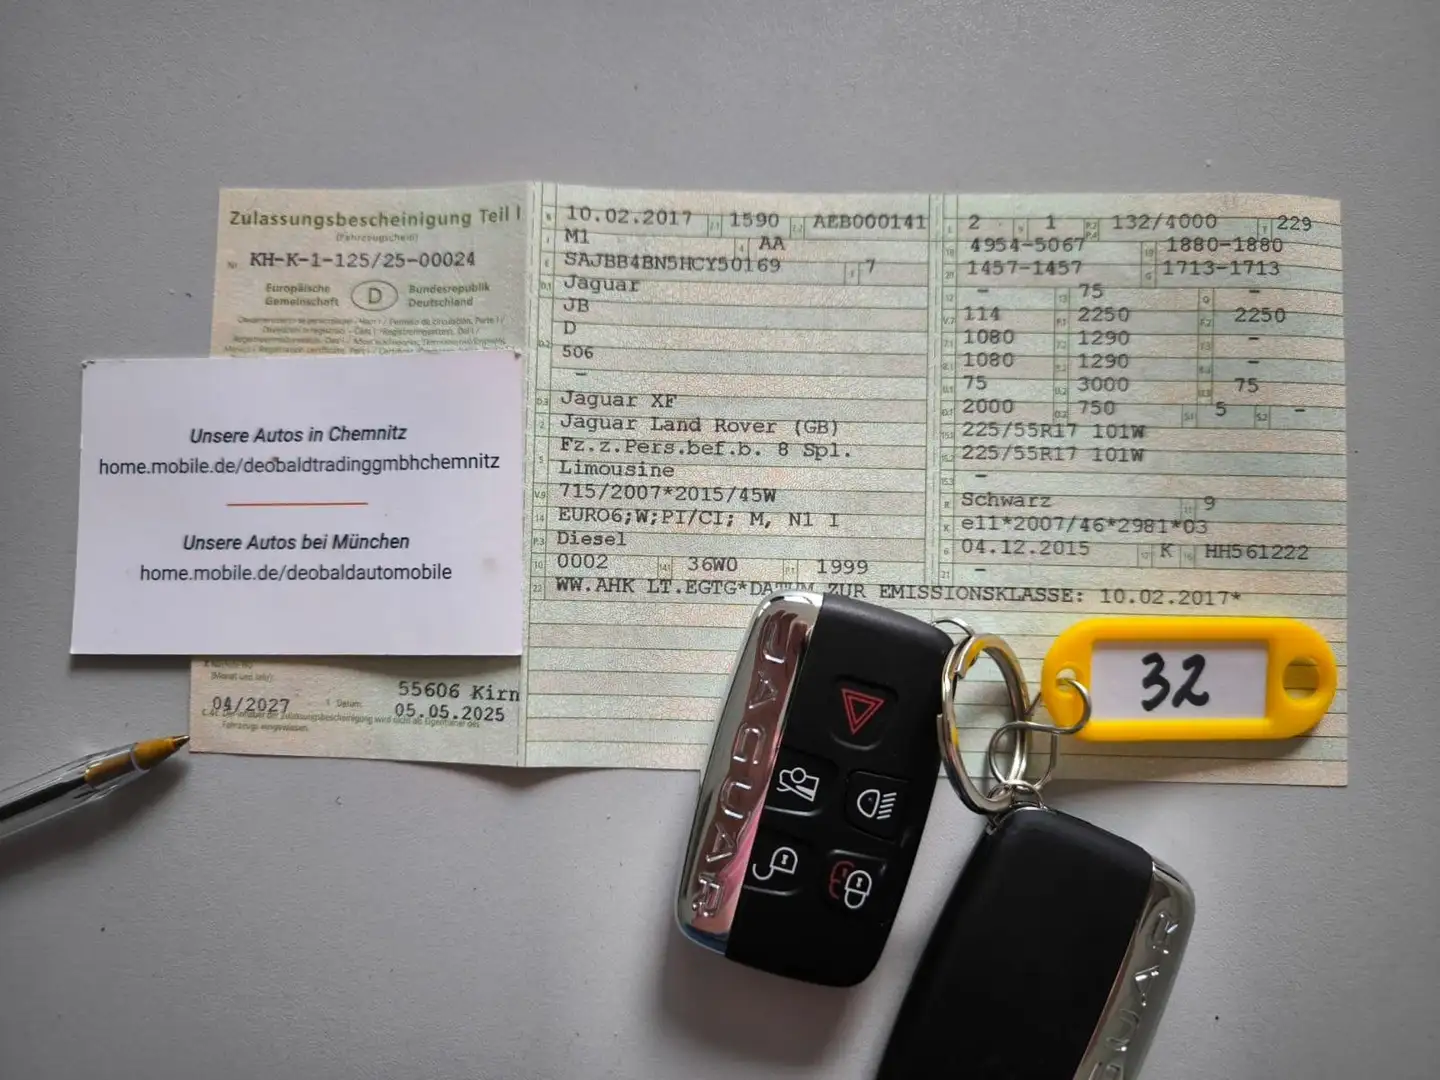 Zulassungsbescheinigung Teil I
(Fahrzeugschein)
Nr. KH-K-1-125/25-00024
Europäische Gemeinschaft
D
Bundesrepublik Deutschland
Unsere Autos in Chemnitz
home.mobile.de/deobaldtradinggmbhchemnitz
Unsere Autos bei München
home.mobile.de/deobaldautomobile
(Monat und Jahr)
04/2027
55606 Kirn
I Datum: 05.05.2025
10.02.2017 1590 AEB000141
M1 AA
SAJBB4BN5HCY50169 7
Jaguar
JB
D
506
–
Jaguar XF
Jaguar Land Rover (GB)
Fz.z.Pers.bef.b. 8 Spl.
Limousine
715/2007*2015/45W
EURO6;W;PI/CI; M, N1 I
Diesel
0002 36W0 1999
WW.AHK LT.EGTG*DATUM ZUR EMISSIONSKLASSE: 10.02.2017*
2 1 132/4000 229
4954-5067 1880-1880
1457-1457 1713-1713
– 75 –
114 2250 2250
1080 1290 –
1080 1290 –
75 3000 75
2000 750 5 –
225/55R17 101W
225/55R17 101W
–
Schwarz 9
e11*2007/46*2981*03
04.12.2015 K HH561222
–
32
JAGUAR